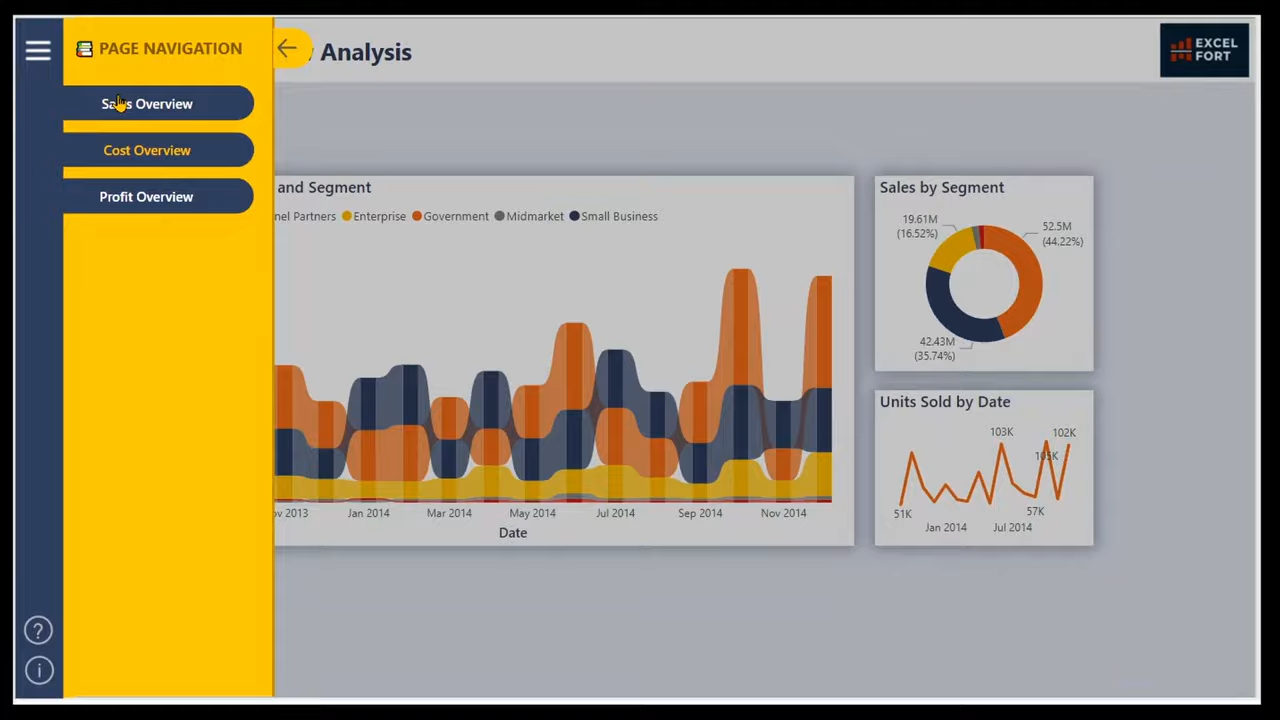 PAGE NAVIGATION
Analysis
EXCEL
FORT
Sales Overview
Cost Overview
Profit Overview
and Segment
Partners Enterprise Government Midmarket Small Business
2013 Jan 2014 Mar 2014 May 2014 Jul 2014 Sep 2014 Nov 2014
Date
Sales by Segment
19.61M
(16.52%)
52.5M
(44.22%)
42.43M
(35.74%)
Units Sold by Date
103K
102K
105K
51K
57K
Jan 2014 Jul 2014
?
i